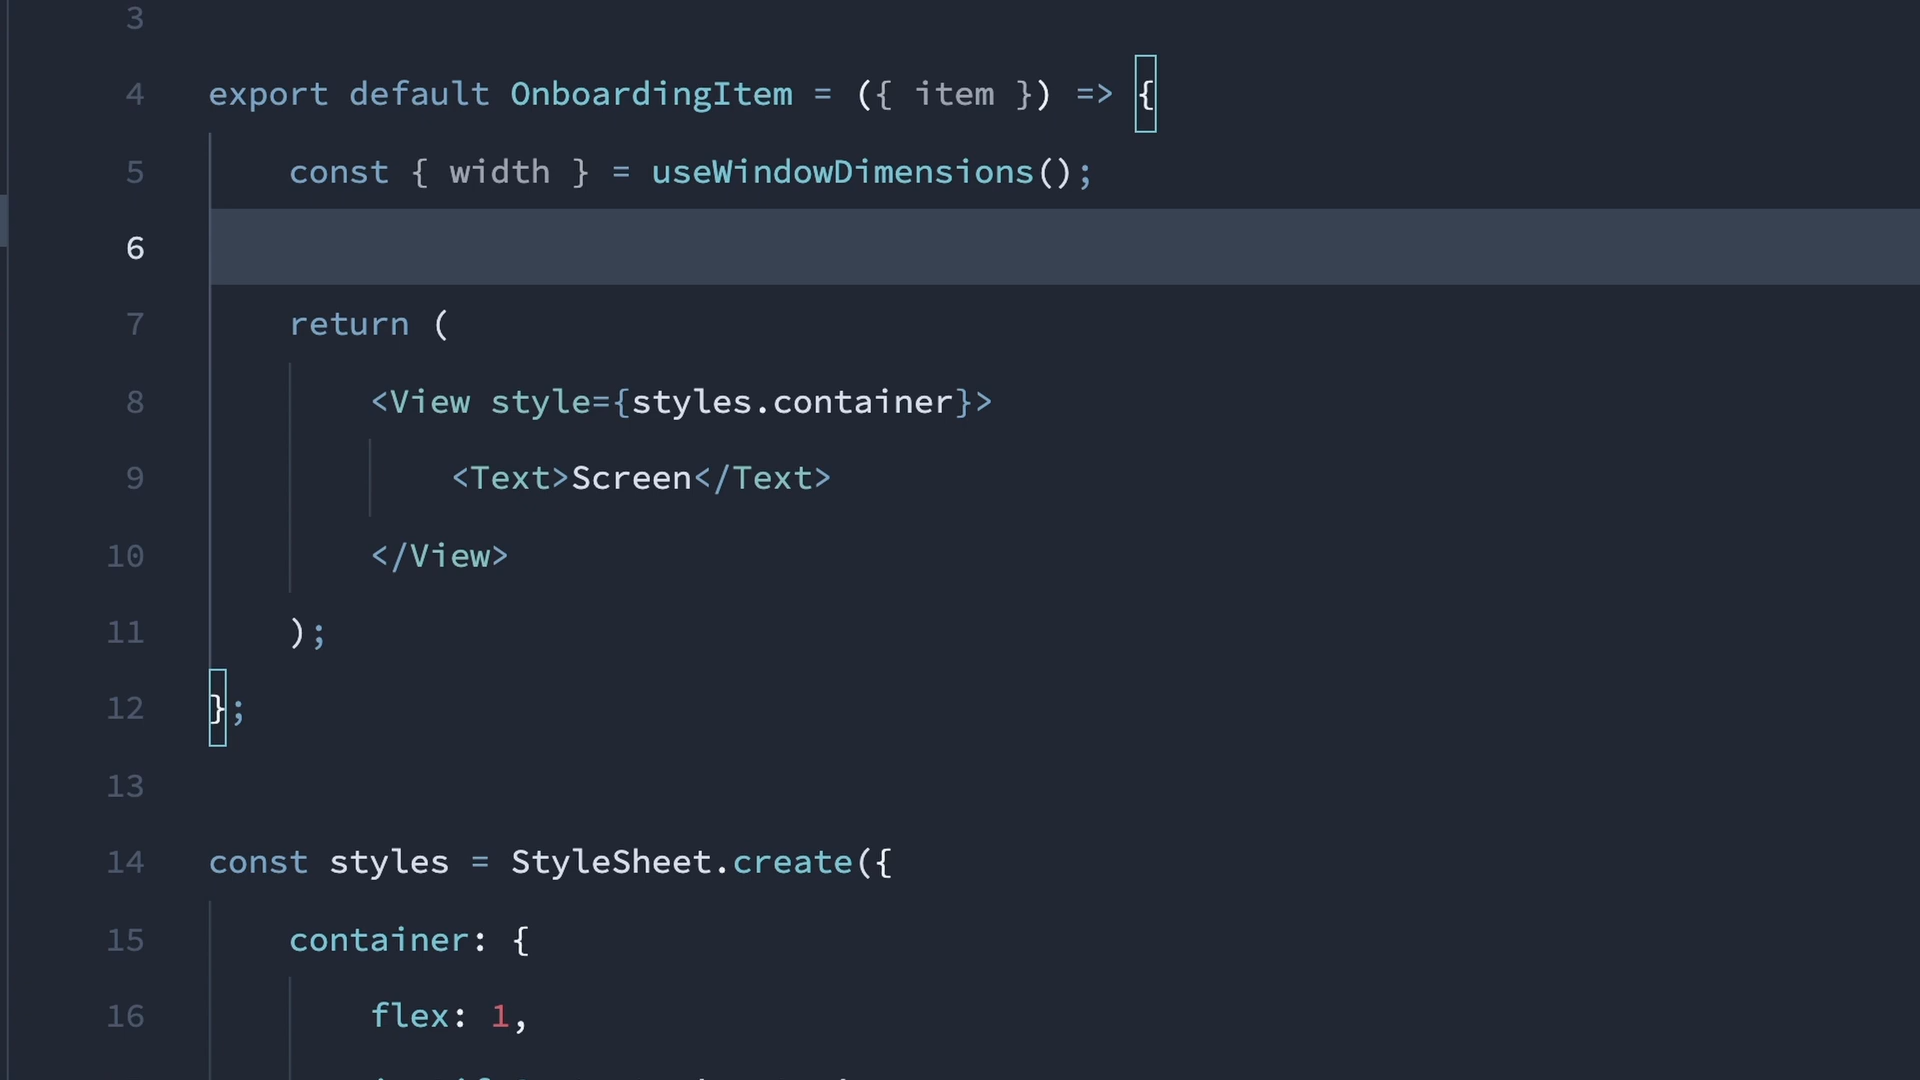 3
4 export default OnboardingItem = ({ item }) => {
5 const { width } = useWindowDimensions();
6
7 return (
8 <View style={styles.container}>
9 <Text>Screen</Text>
10 </View>
11 );
12 };
13
14 const styles = StyleSheet.create({
15 container: {
16 flex: 1,